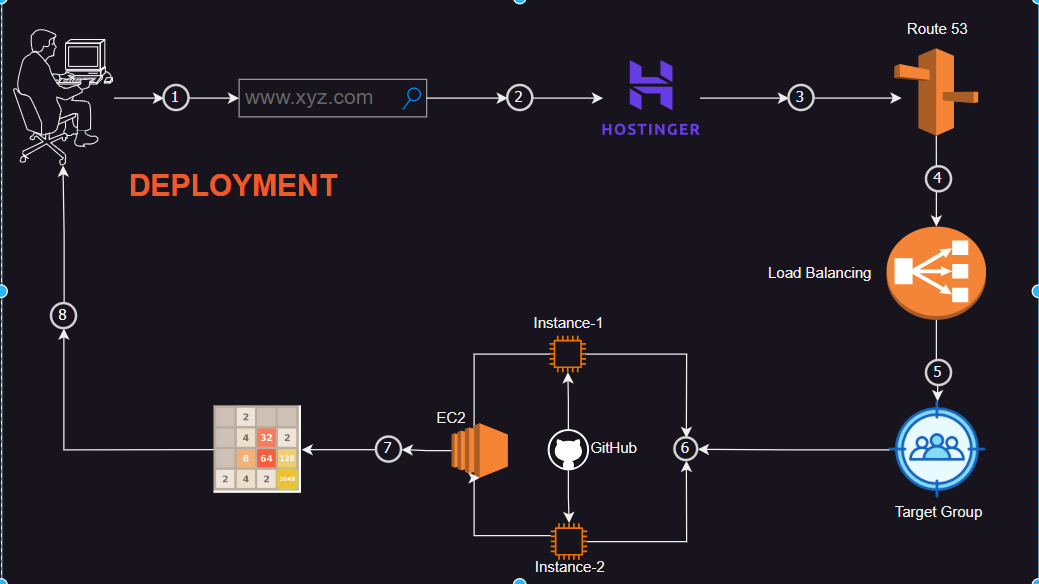 Route 53
1
www.xyz.com
2
HOSTINGER
3
DEPLOYMENT
4
Load Balancing
8
Instance-1
5
2
4 32 2
8 64 128
2 4 2 2048
EC2
7
GitHub
6
Target Group
Instance-2